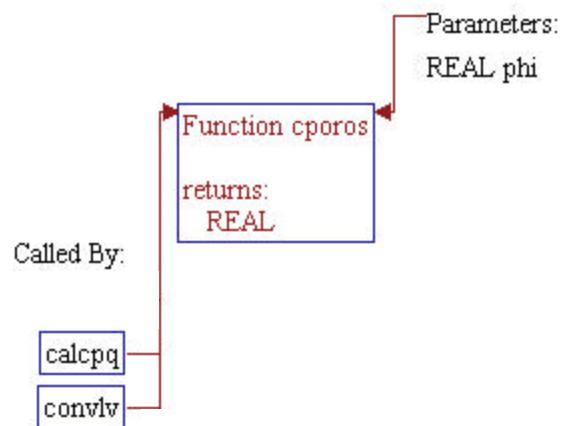 Parameters:
REAL phi
Function cporos
returns:
REAL
Called By:
calcpq
convlv